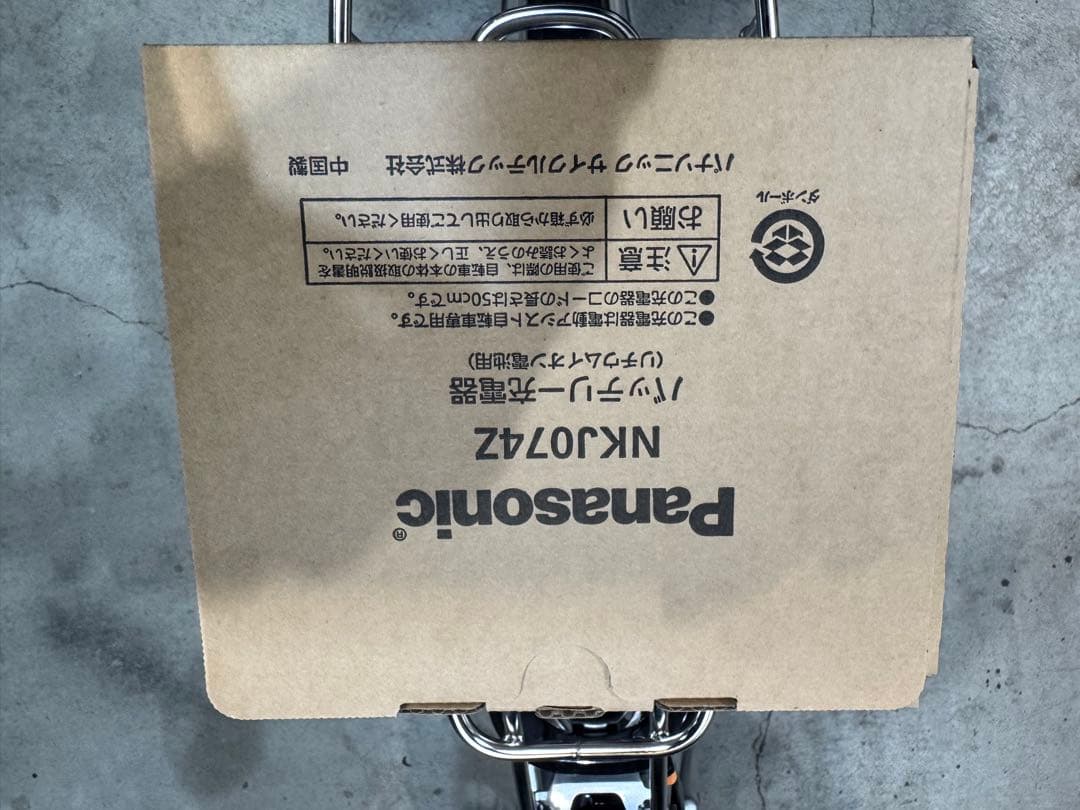 Panasonic®
NKJ074Z
バッテリー充電器
(リチウムイオン電池用)
●この充電器は電動アシスト自転車専用です。
●この充電器のコードの長さは50cmです。
注意
ご使用の際は、自転車の本体の取扱説明書を
よくお読みのうえ、正しくお使いください。
お願い
必ず箱から取り出してご使用ください。
パナソニック サイクルテック株式会社 中国製
ダンボール